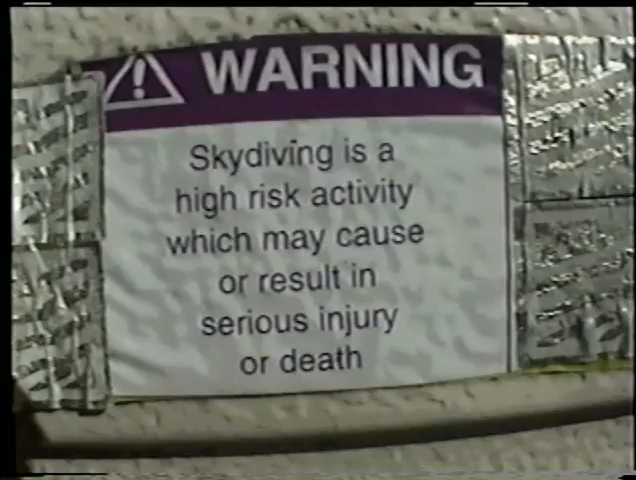 WARNING
Skydiving is a
high risk activity
which may cause
or result in
serious injury
or death